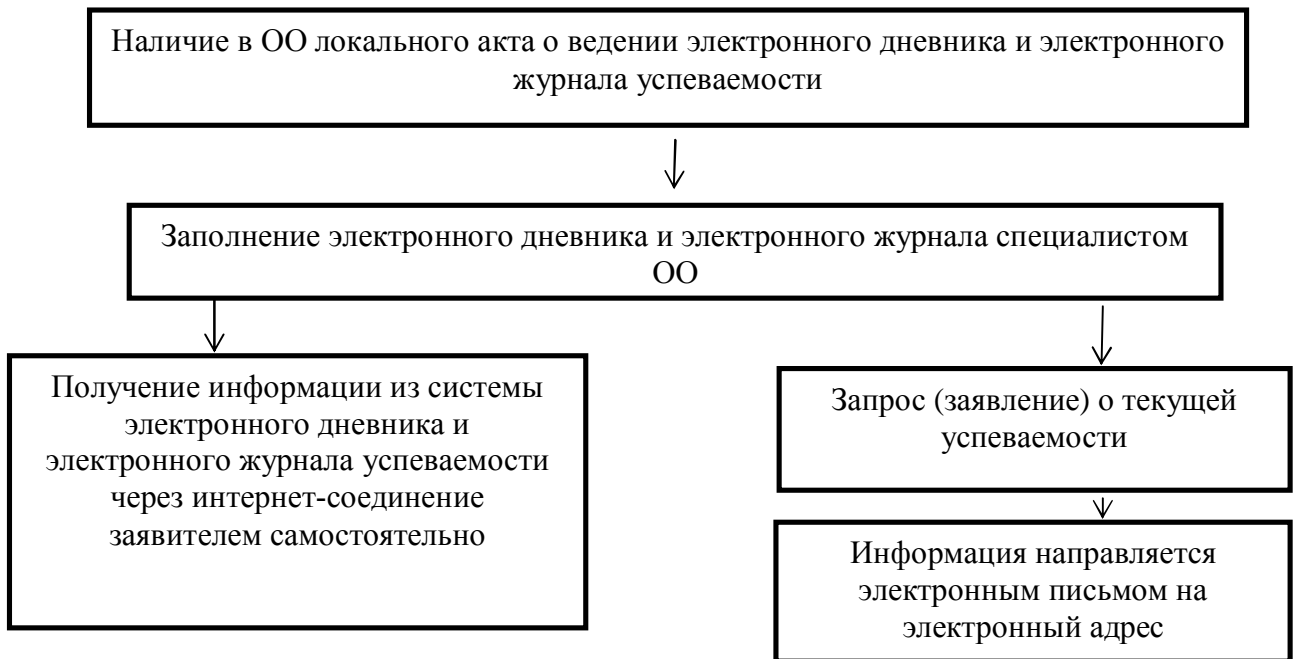 Наличие в ОО локального акта о ведении электронного дневника и электронного
журнала успеваемости
Заполнение электронного дневника и электронного журнала специалистом
ОО
Получение информации из системы
электронного дневника и
электронного журнала успеваемости
через интернет-соединение
заявителем самостоятельно
Запрос (заявление) о текущей
успеваемости
Информация направляется
электронным письмом на
электронный адрес